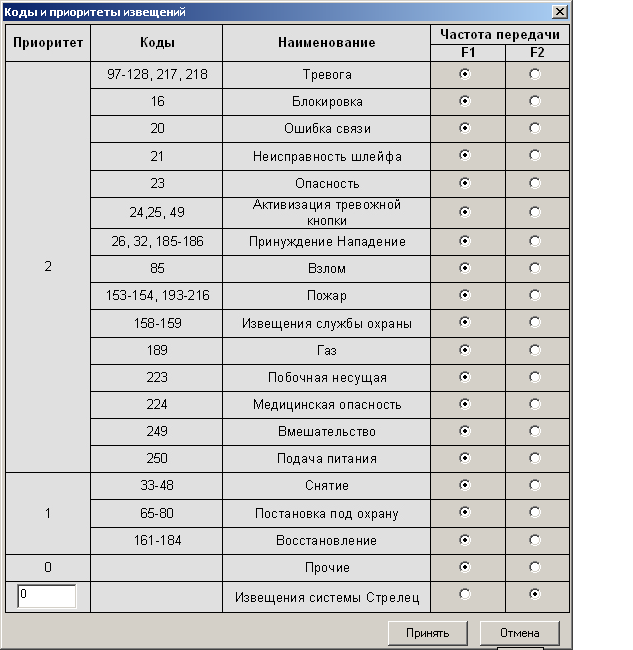 Коды и приоритеты извещений
Приоритет Коды Наименование Частота передачи
F1 F2
97-128, 217, 218 Тревога
16 Блокировка
20 Ошибка связи
21 Неисправность шлейфа
23 Опасность
24,25, 49 Активизация тревожной
кнопки
26, 32, 185-186 Принуждение Нападение
2 85 Взлом
153-154, 193-216 Пожар
158-159 Извещения службы охраны
189 Газ
223 Побочная несущая
224 Медицинская опасность
249 Вмешательство
250 Подача питания
33-48 Снятие
1 65-80 Постановка под охрану
161-184 Восстановление
0 Прочие
0 Извещения системы Стрелец
Принять Отмена